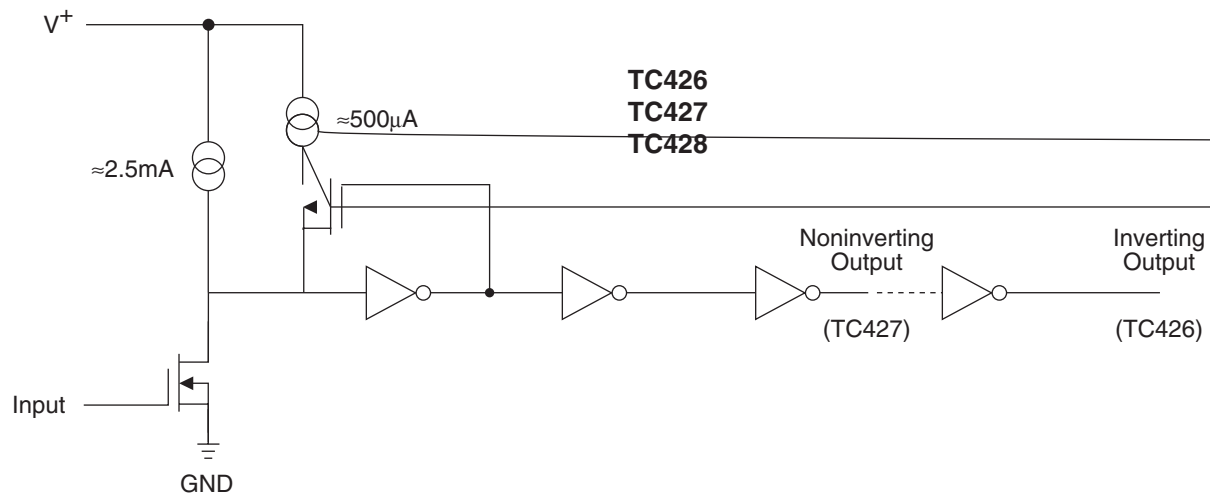 V+
TC426
TC427
TC428
≈500μA
≈2.5mA
Noninverting
Output
Inverting
Output
(TC427)
(TC426)
Input
GND